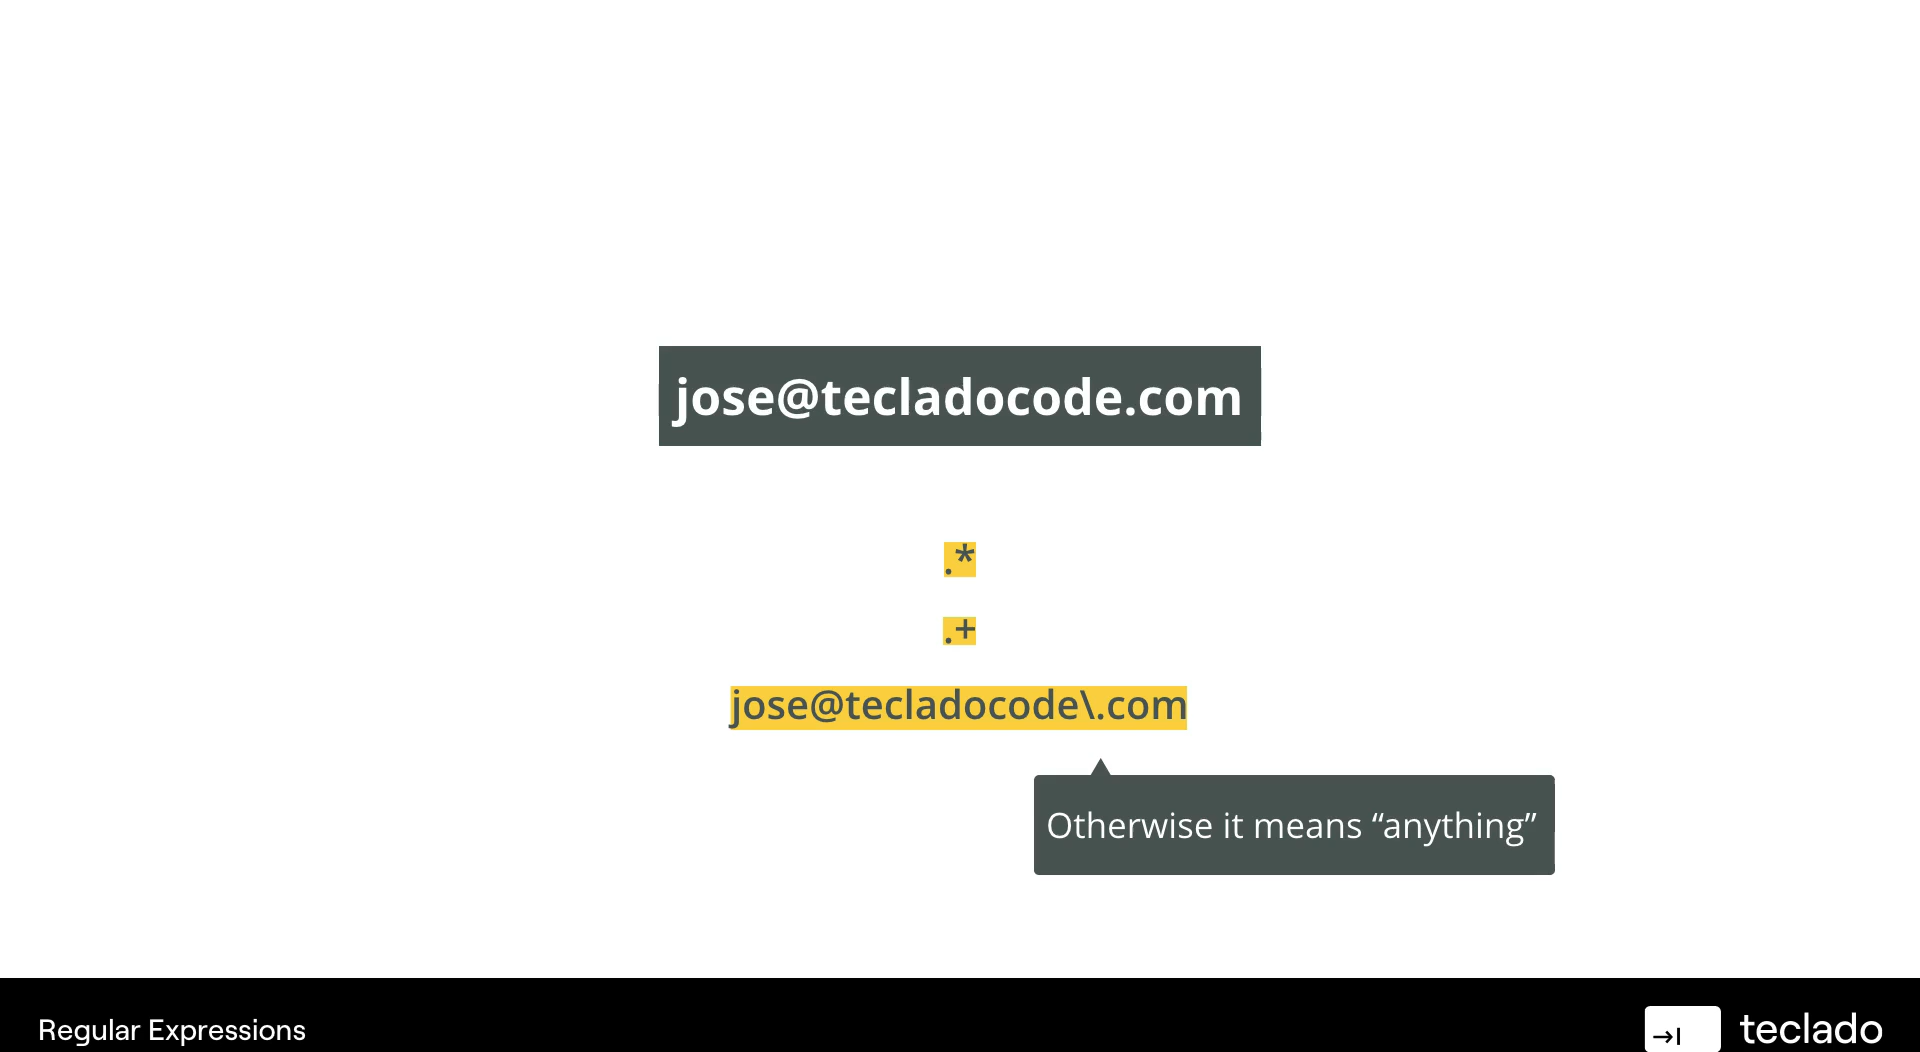 jose@tecladocode.com
.*
.+
jose@tecladocode\.com
Otherwise it means “anything”
Regular Expressions
→| teclado